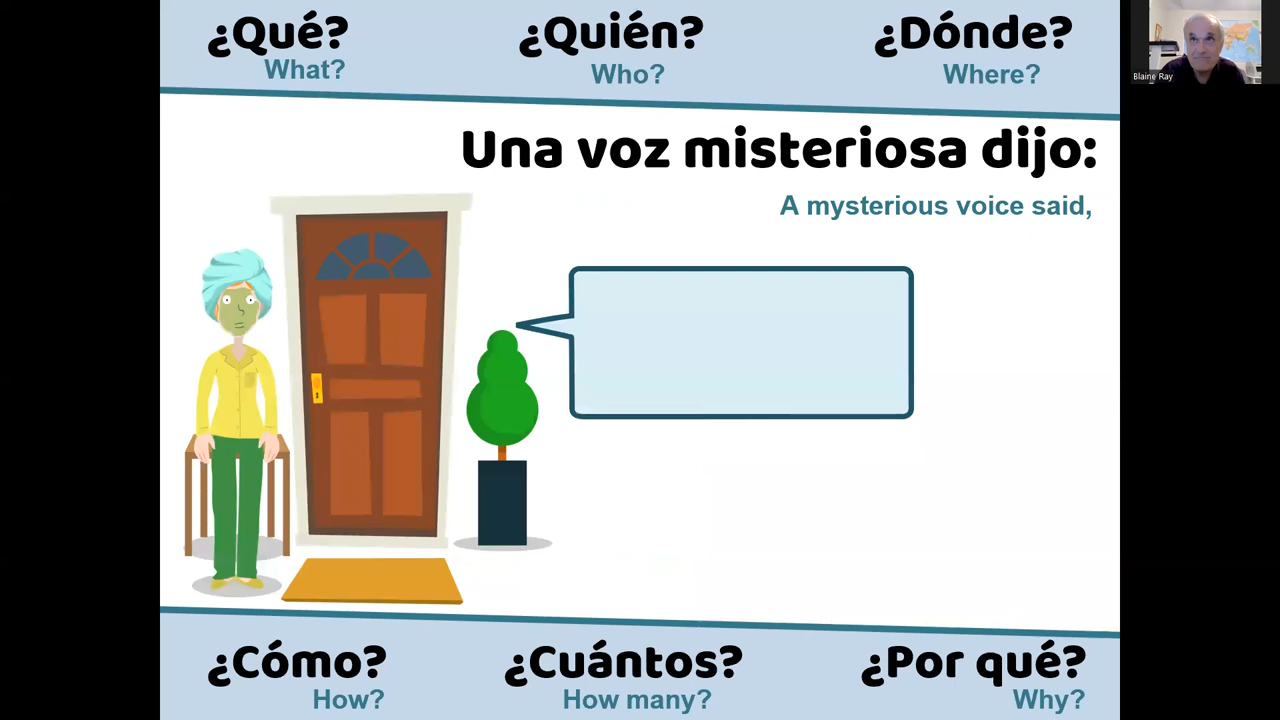 ¿Qué?
What?
¿Quién?
Who?
¿Dónde?
Where?
Blaine Ray
Una voz misteriosa dijo:
A mysterious voice said,
¿Cómo?
How?
¿Cuántos?
How many?
¿Por qué?
Why?